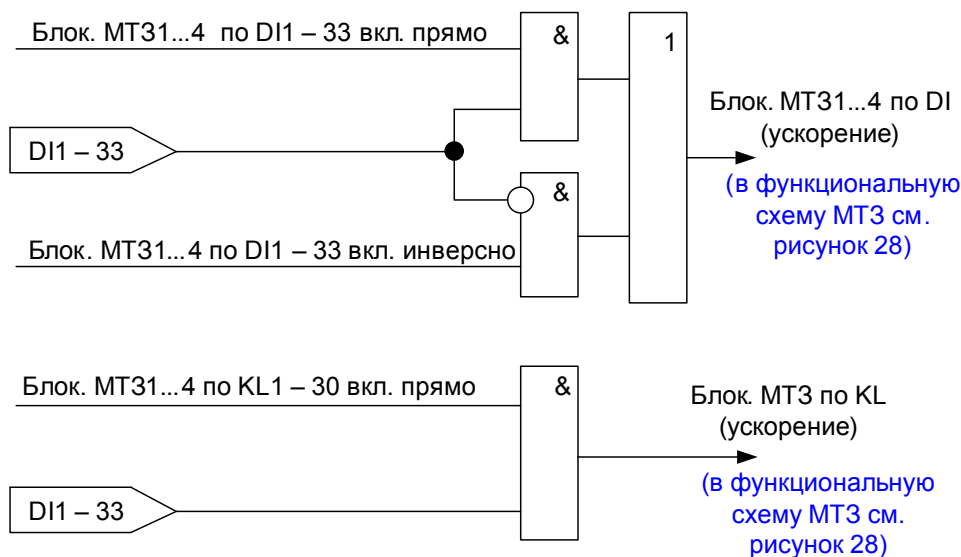 Блок. МТЗ1...4  по DI1 – 33 вкл. прямо
&
1
DI1 – 33
Блок. МТЗ1...4 по DI
(ускорение)
(в функциональную
схему МТЗ см.
рисунок 28)
&
Блок. МТЗ1...4 по DI1 – 33 вкл. инверсно
Блок. МТЗ1...4 по KL1 – 30 вкл. прямо
&
DI1 – 33
Блок. МТЗ по KL
(ускорение)
(в функциональную
схему МТЗ см.
рисунок 28)